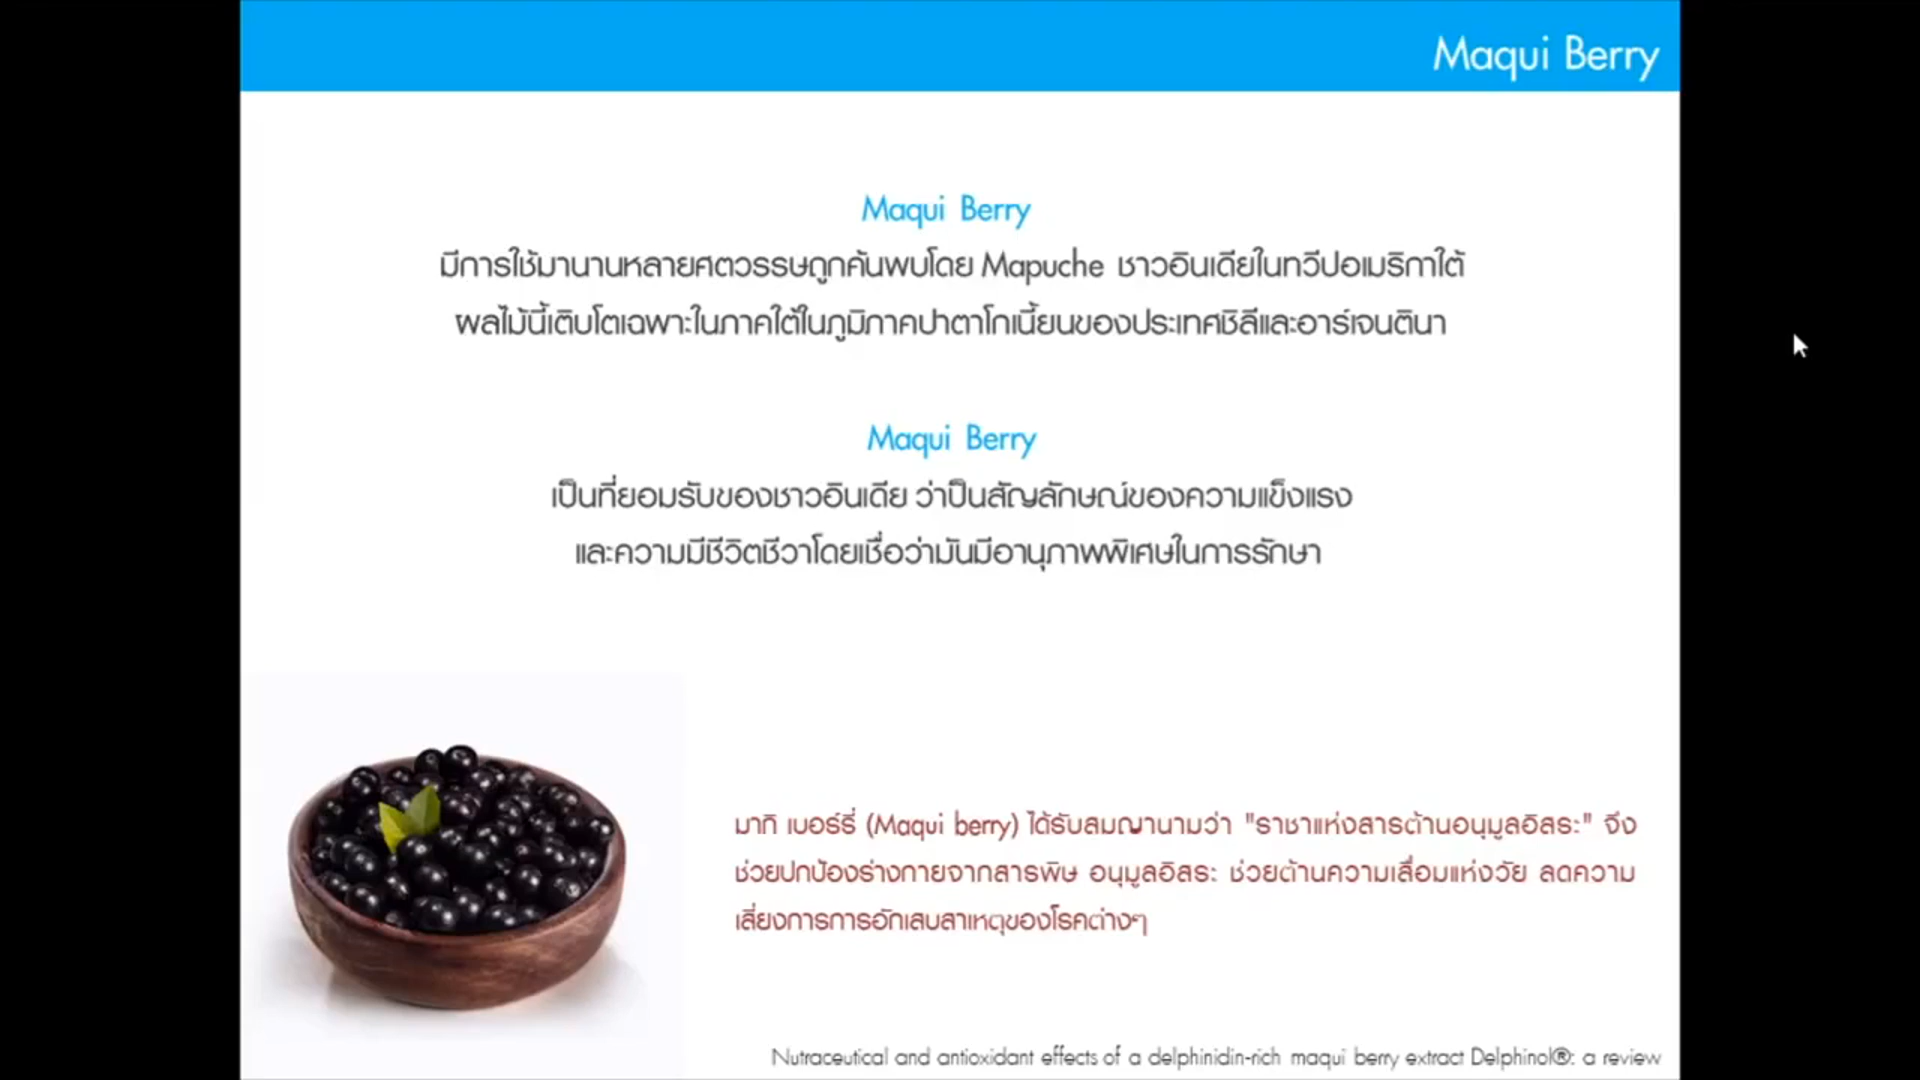 Maqui Berry
Maqui Berry
มีการใช้มานานหลายศตวรรษถูกค้นพบโดย Mapuche ชาวอินเดียในทวีปอเมริกาใต้
ผลไม้นี้เติบโตเฉพาะในภาคใต้ในภูมิภาคปาตาโกเนี้ยนของประเทศชิลีและอาร์เจนตินา
Maqui Berry
เป็นที่ยอมรับของชาวอินเดีย ว่าป็นสัญลักษณ์ของความแข็งแรง
และความมีชีวิตชีวาโดยเชื่อว่ามันมีอานุภาพพิเศษในการรักษา
มากิ เบอร์รี่ (Maqui berry) ได้รับสมญานามว่า "ราชาแห่งสารต้านอนุมูลอิสระ" จึง
ช่วยปกป้องร่างกายจากสารพิษ อนุมูลอิสระ ช่วยต้านความเสื่อมแห่งวัย ลดความ
เสี่ยงการการอักเสบสาเหตุของโรคต่างๆ
Nutraceutical and antioxidant effects of a delphinidin-rich maqui berry extract Delphinol®: a review